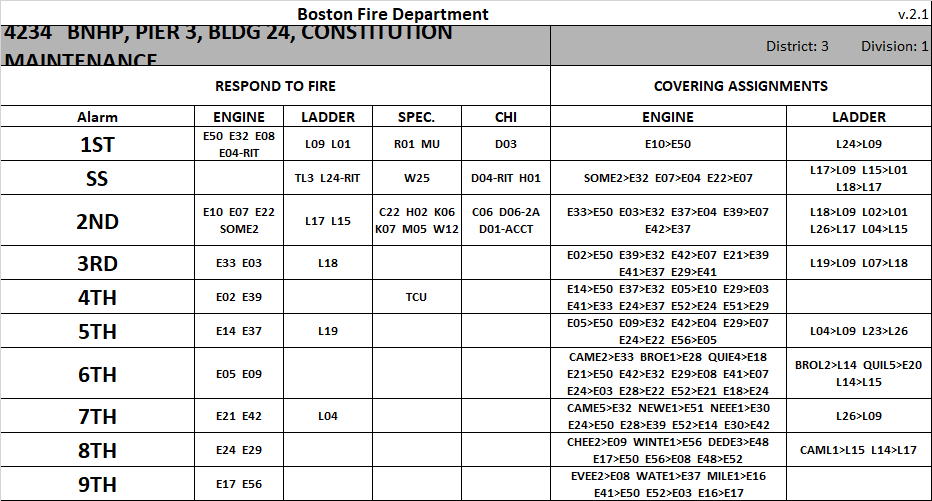 Boston Fire Department v.2.1
4234 BNHP, PIER 3, BLDG 24, CONSTITUTION
MAINTENANCE
District: 3 Division: 1
RESPOND TO FIRE COVERING ASSIGNMENTS
Alarm ENGINE LADDER SPEC. CHI ENGINE LADDER
1ST
E50 E32 E08
E04-RIT
L09 L01
R01 MU
D03
E10>E50
L24>L09
SS
TL3 L24-RIT
W25
D04-RIT H01
SOME2>E32 E07>E04 E22>E07
L17>L09 L15>L01
L18>L17
2ND
E10 E07 E22
SOME2
L17 L15
C22 H02 K06
K07 M05 W12
C06 D06-2A
D01-ACCT
E33>E50 E03>E32 E37>E04 E39>E07
E42>E37
L18>L09 L02>L01
L26>L17 L04>L15
3RD
E33 E03
L18
E02>E50 E39>E32 E42>E07 E21>E39
E41>E37 E29>E41
L19>L09 L07>L18
4TH
E02 E39
TCU
E14>E50 E37>E32 E05>E10 E29>E03
E41>E33 E24>E37 E52>E24 E51>E29
5TH
E14 E37
L19
E05>E50 E09>E32 E42>E04 E29>E07
E24>E22 E56>E05
L04>L09 L23>L26
6TH
E05 E09
CAME2>E33 BROE1>E28 QUIE4>E18
E21>E50 E42>E32 E29>E08 E41>E07
E24>E03 E28>E22 E52>E21 E18>E24
BROL2>L14 QUIL5>E20
L14>L15
7TH
E21 E42
L04
CAME5>E32 NEWE1>E51 NEEE1>E30
E24>E50 E28>E39 E52>E14 E30>E42
L26>L09
8TH
E24 E29
CHEE2>E09 WINTE1>E56 DEDE3>E48
E17>E50 E56>E08 E48>E52
CAML1>L15 L14>L17
9TH
E17 E56
EVEE2>E08 WATE1>E37 MILE1>E16
E41>E50 E52>E03 E16>E17